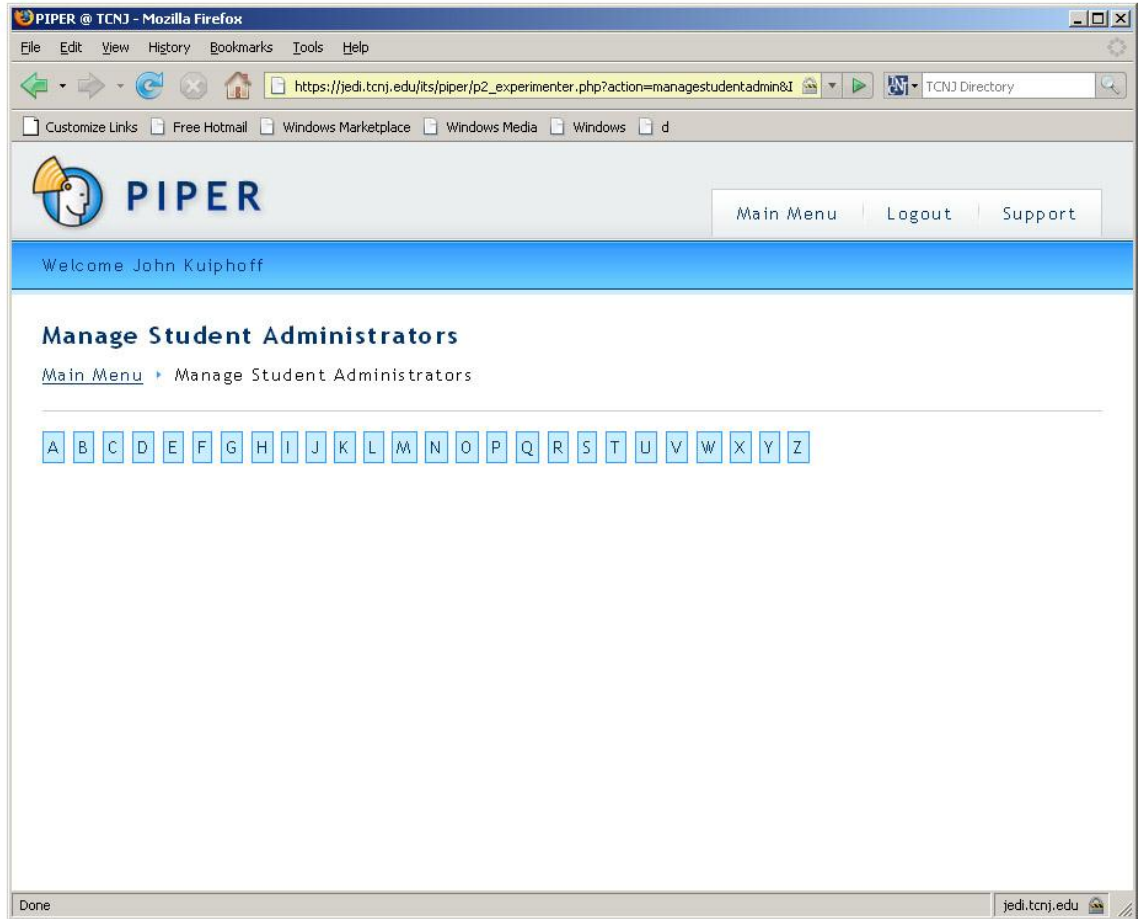 PIPER @ TCNJ - Mozilla Firefox
File Edit View History Bookmarks Tools Help
https://jedi.tcnj.edu/its/piper/p2_experimenter.php?action=managestudentadmin&I TCNJ Directory
Customize Links Free Hotmail Windows Marketplace Windows Media Windows d
PIPER
Main Menu Logout Support
Welcome John Kuiphoff
Manage Student Administrators
Main Menu Manage Student Administrators
A B C D E F G H I J K L M N O P Q R S T U V W X Y Z
Done jedi.tcnj.edu